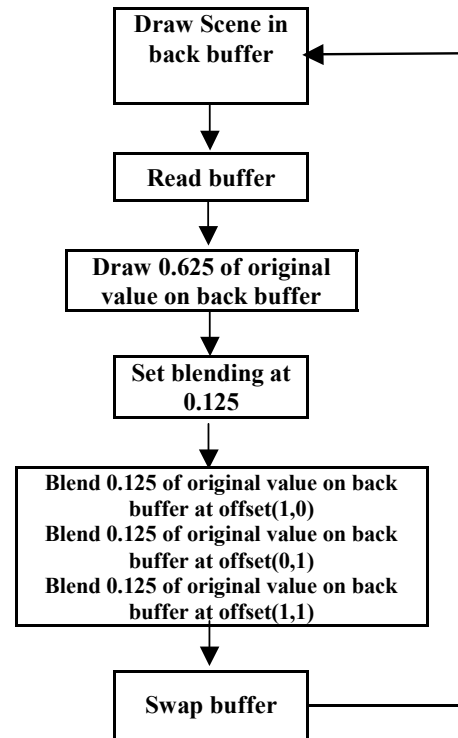 Draw Scene in
back buffer
Read buffer
Draw 0.625 of original
value on back buffer
Set blending at
0.125
Blend 0.125 of original value on back
buffer at offset(1,0)
Blend 0.125 of original value on back
buffer at offset(0,1)
Blend 0.125 of original value on back
buffer at offset(1,1)
Swap buffer